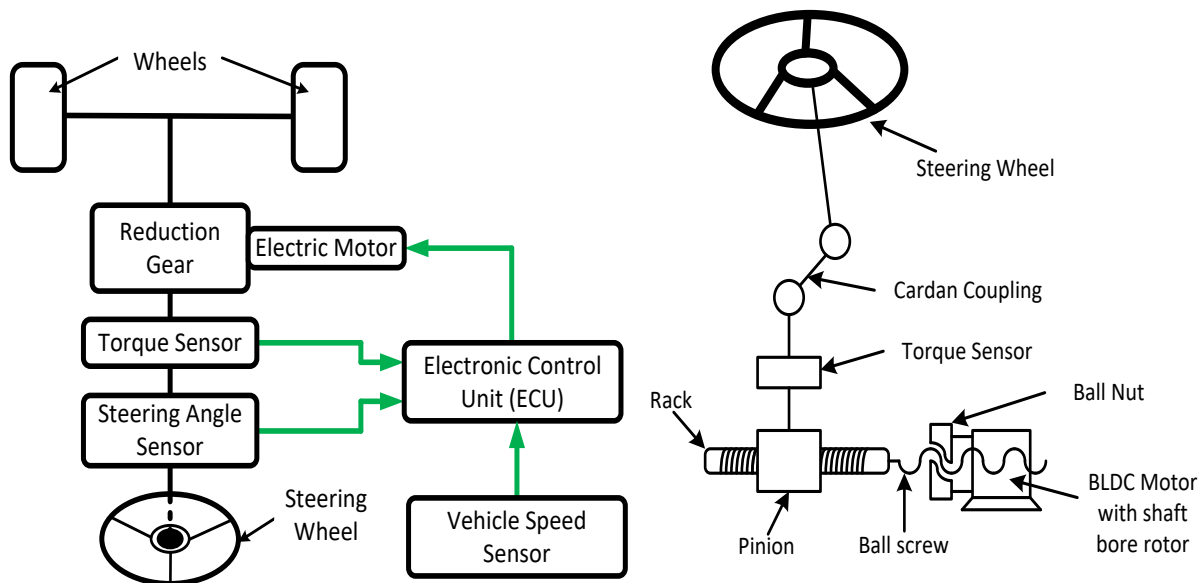 Wheels
Reduction
Gear
Electric Motor
Torque Sensor
Electronic Control
Unit (ECU)
Steering Angle
Sensor
Steering
Wheel
Vehicle Speed
Sensor
Steering Wheel
Cardan Coupling
Torque Sensor
Ball Nut
Rack
BLDC Motor
with shaft
bore rotor
Pinion
Ball screw